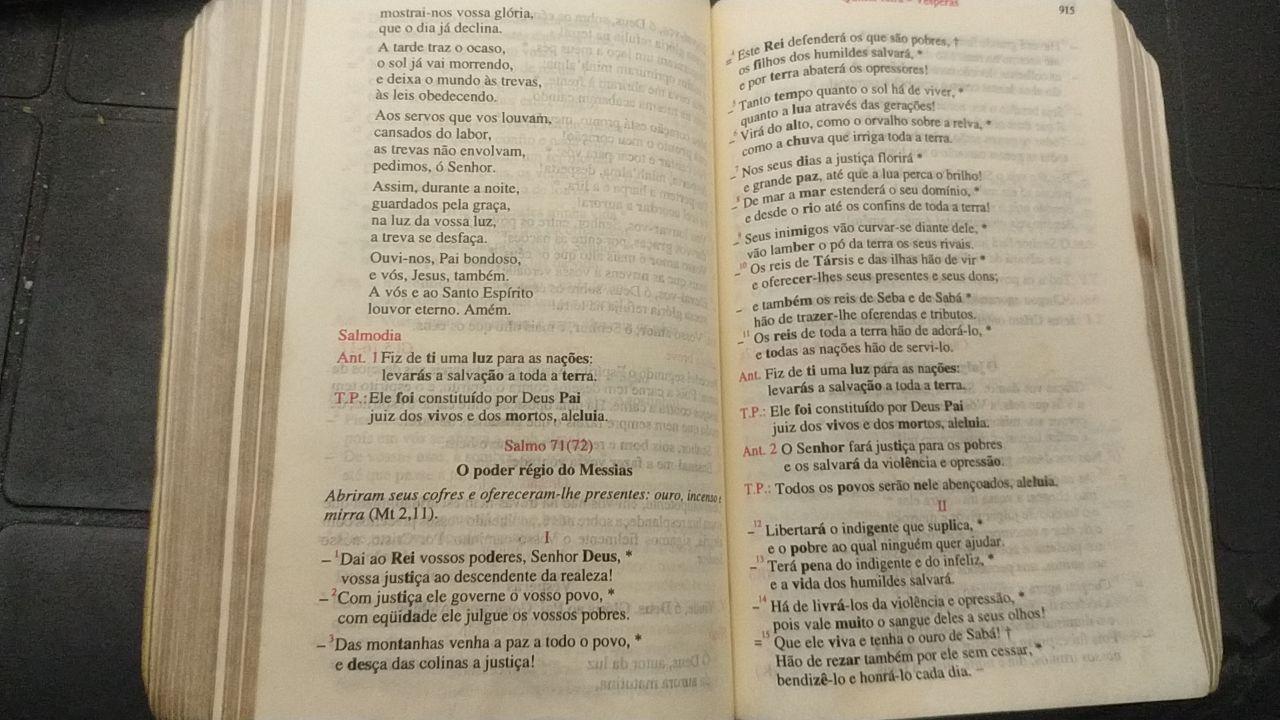 mostrai-nos vossa glória,
que o dia já declina.
A tarde traz o ocaso,
o sol já vai morrendo,
e deixa o mundo às trevas,
às leis obedecendo.
Aos servos que vos louvam,
cansados do labor,
as trevas não envolvam,
pedimos, ó Senhor.
Assim, durante a noite,
guardados pela graça,
na luz da vossa luz,
a treva se desfaça.
Ouvi-nos, Pai bondoso,
e vós, Jesus, também.
A vós e ao Santo Espírito
louvor eterno. Amém.
Salmodia
Ant. 1 Fiz de ti uma luz para as nações:
levarás a salvação a toda a terra.
T.P.: Ele foi constituído por Deus Pai
juiz dos vivos e dos mortos, aleluia.
Salmo 71(72)
O poder régio do Messias
Abriram seus cofres e ofereceram-lhe presentes: ouro, incenso e
mirra (Mt 2,11).
I
– 1 Dai ao Rei vossos poderes, Senhor Deus, *
vossa justiça ao descendente da realeza!
– 2 Com justiça ele governe o vosso povo, *
com eqüidade ele julgue os vossos pobres.
– 3 Das montanhas venha a paz a todo o povo, *
e desça das colinas a justiça!
Vésperas 915
= 4 Este Rei defenderá os que são pobres, †
os filhos dos humildes salvará, *
e por terra abaterá os opressores!
– 5 Tanto tempo quanto o sol há de viver, *
quanto a lua através das gerações!
– 6 Virá do alto, como o orvalho sobre a relva, *
como a chuva que irriga toda a terra.
– 7 Nos seus dias a justiça florirá *
e grande paz, até que a lua perca o brilho!
– 8 De mar a mar estenderá o seu domínio, *
e desde o rio até os confins de toda a terra!
– 9 Seus inimigos vão curvar-se diante dele, *
vão lamber o pó da terra os seus rivais.
– 10 Os reis de Társis e das ilhas hão de vir *
e oferecer-lhes seus presentes e seus dons;
– e também os reis de Seba e de Sabá *
hão de trazer-lhe oferendas e tributos.
– 11 Os reis de toda a terra hão de adorá-lo, *
e todas as nações hão de servi-lo.
Ant. Fiz de ti uma luz para as nações:
levarás a salvação a toda a terra.
T.P.: Ele foi constituído por Deus Pai
juiz dos vivos e dos mortos, aleluia.
Ant. 2 O Senhor fará justiça para os pobres
e os salvará da violência e opressão.
T.P.: Todos os povos serão nele abençoados, aleluia.
II
– 12 Libertará o indigente que suplica, *
e o pobre ao qual ninguém quer ajudar.
– 13 Terá pena do indigente e do infeliz, *
e a vida dos humildes salvará.
– 14 Há de livrá-los da violência e opressão, *
pois vale muito o sangue deles a seus olhos!
= 15 Que ele viva e tenha o ouro de Sabá! †
Hão de rezar também por ele sem cessar, *
bendizê-lo e honrá-lo cada dia. –